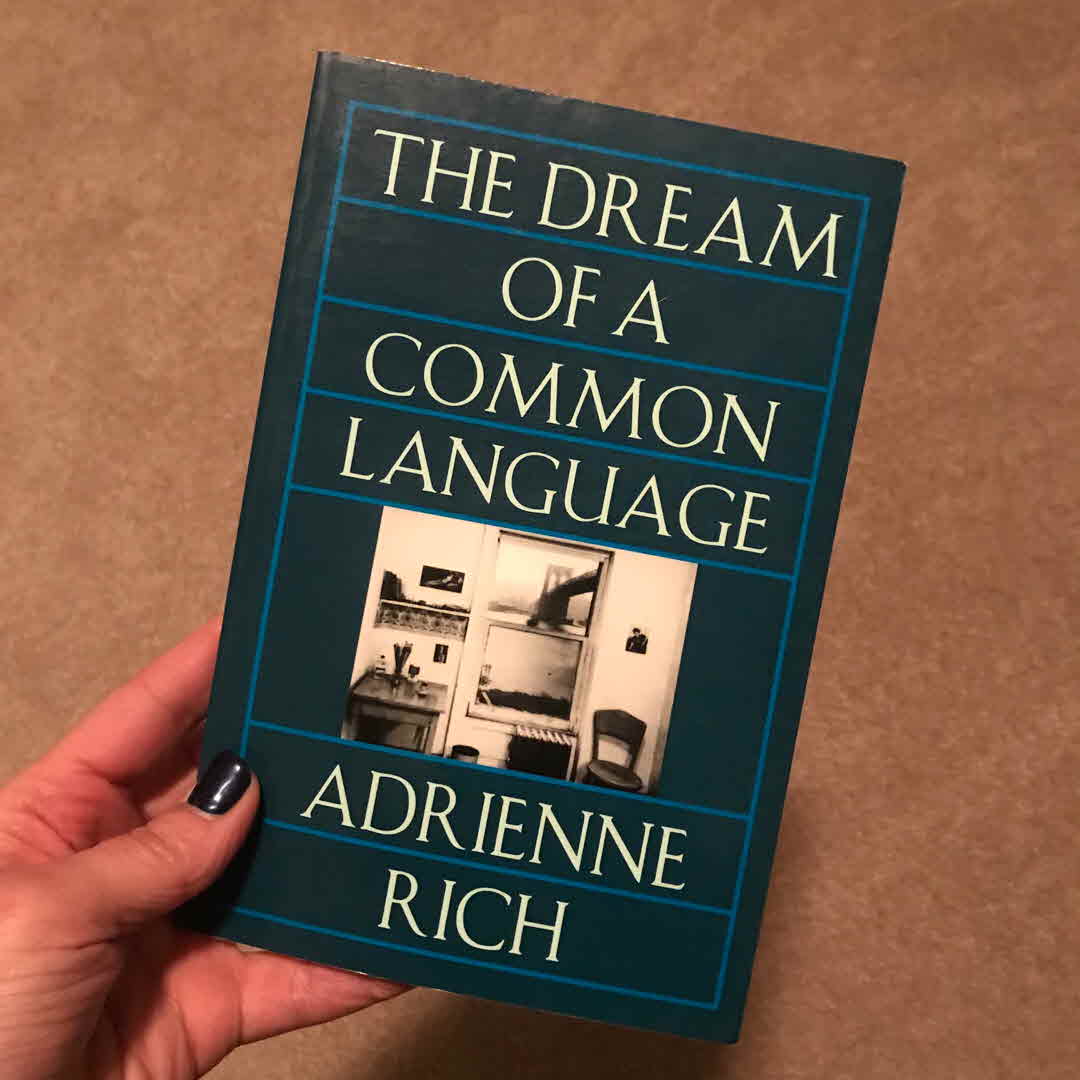 THE DREAM
OF A
COMMON
LANGUAGE
ADRIENNE
RICH